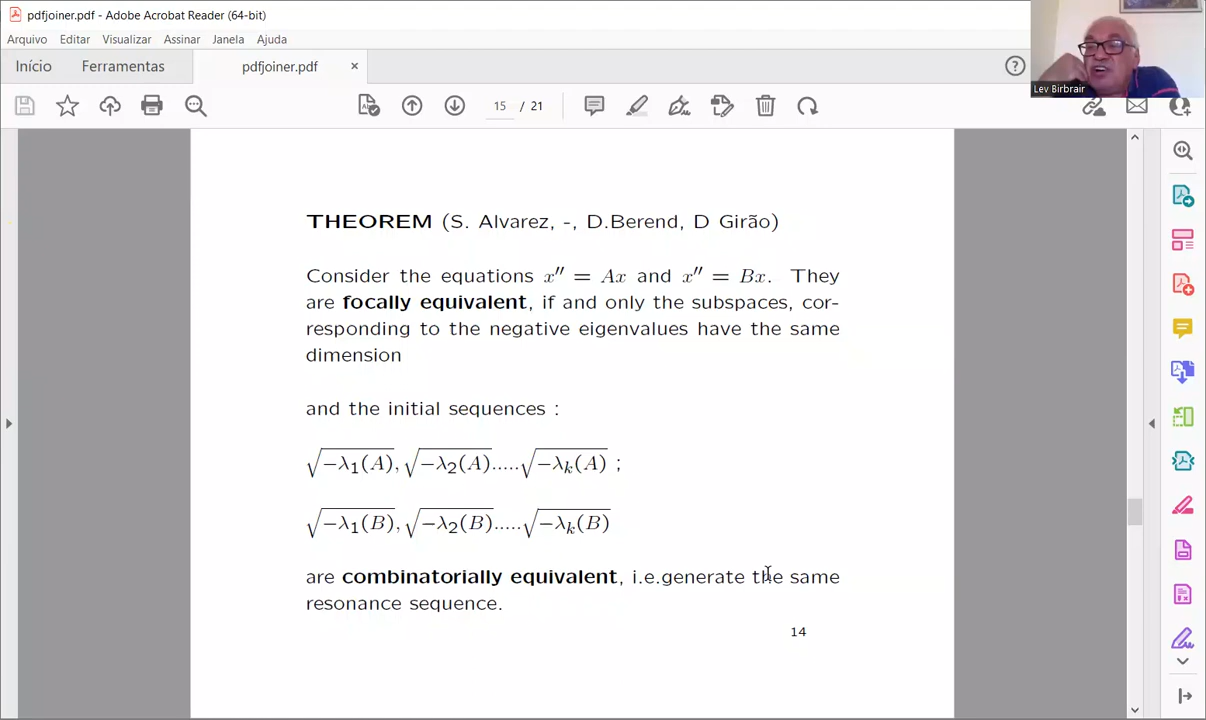 pdfjoiner.pdf - Adobe Acrobat Reader (64-bit)
Arquivo Editar Visualizar Assinar Janela Ajuda
Início Ferramentas pdfjoiner.pdf ×
15 / 21
Lev Birbrair
THEOREM (S. Alvarez, -, D.Berend, D Girão)
Consider the equations x″ = Ax and x″ = Bx. They
are focally equivalent, if and only the subspaces, cor-
responding to the negative eigenvalues have the same
dimension
and the initial sequences :
√−λ₁(A), √−λ₂(A).....√−λₖ(A) ;
√−λ₁(B), √−λ₂(B).....√−λₖ(B)
are combinatorially equivalent, i.e.generate the same
resonance sequence.
14